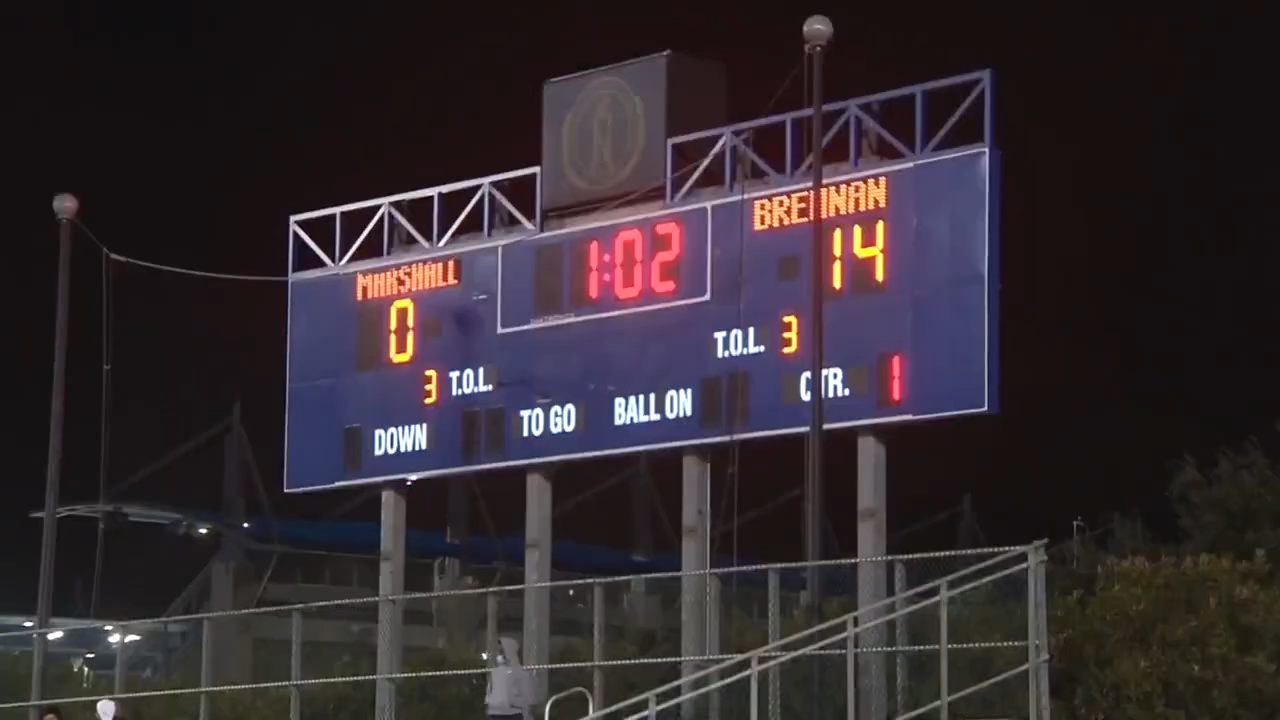 BRENNAN
MARSHALL
1:02
14
0
T.O.L. 3
3 T.O.L.
DOWN
TO GO
BALL ON
QTR. 1